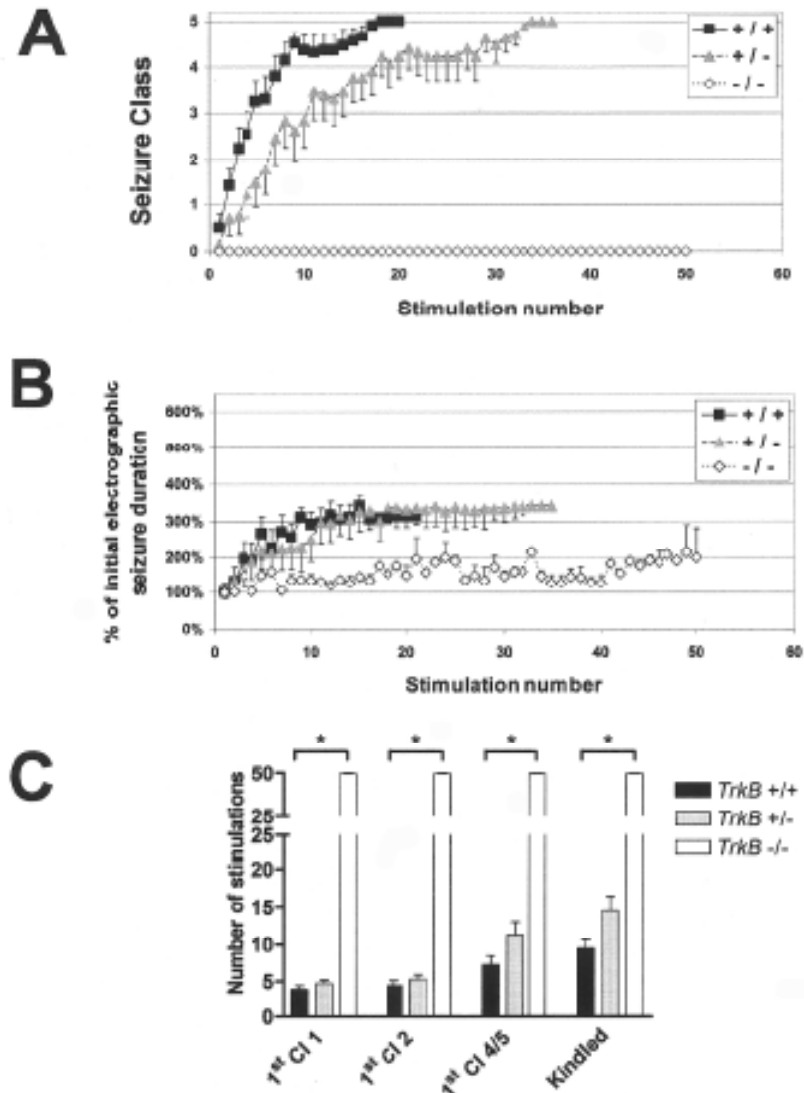 A
Seizure Class
5
4
3
2
1
0
0 10 20 30 40 50 60
Stimulation number
+ / +
+ / -
- / -
B
% of initial electrographic
seizure duration
600%
500%
400%
300%
200%
100%
0%
0 10 20 30 40 50 60
Stimulation number
+ / +
+ / -
- / -
C
Number of stimulations
50
25
25
20
15
10
5
0
* * * *
1st Cl 1
1st Cl 2
1st Cl 4/5
Kindled
TrkB +/+
TrkB +/-
TrkB -/-